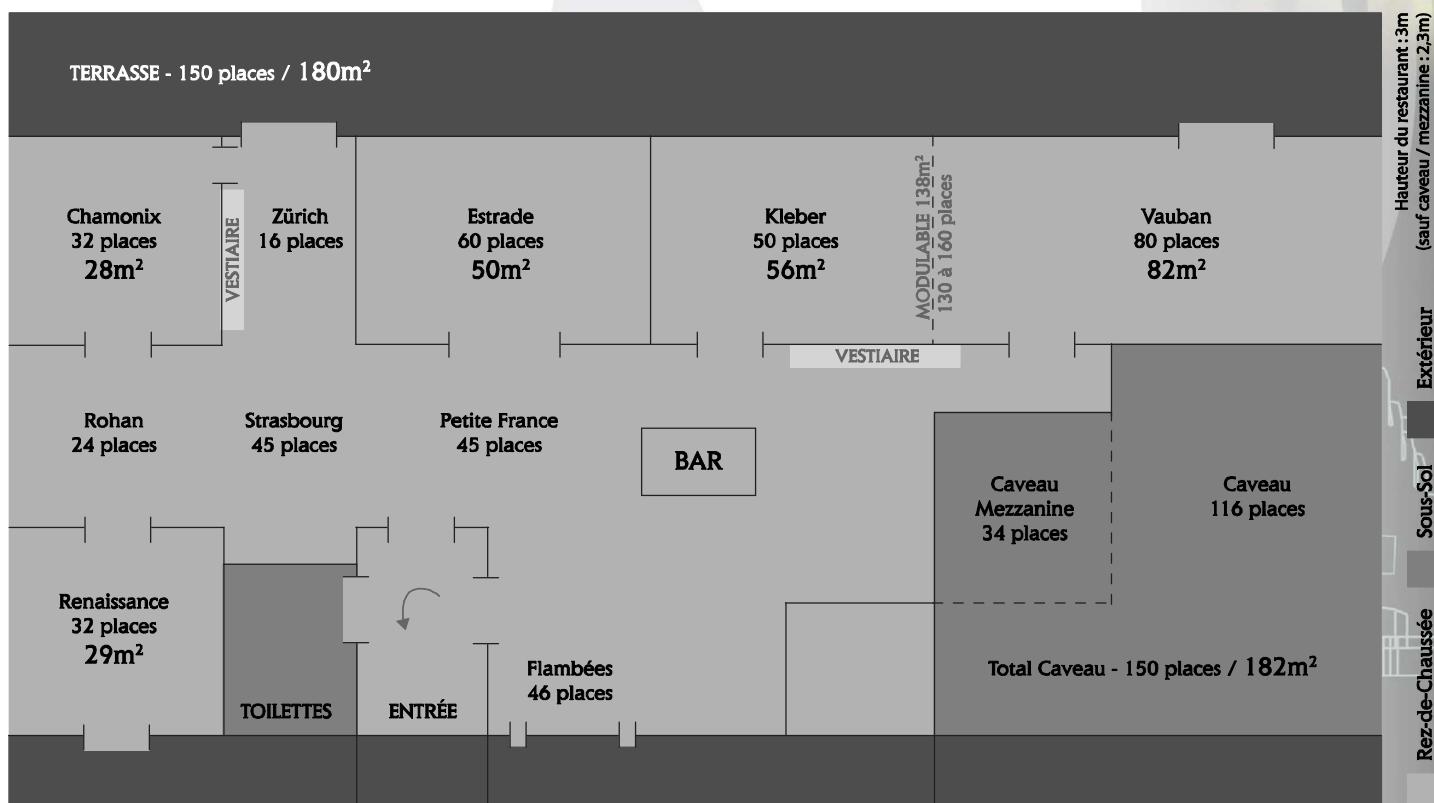 TERRASSE - 150 places / 180m²
Chamonix
32 places
28m²
VESTIAIRE
Zürich
16 places
Estrade
60 places
50m²
Kleber
50 places
56m²
MODULABLE 138m²
130 à 160 places
Vauban
80 places
82m²
VESTIAIRE
Rohan
24 places
Strasbourg
45 places
Petite France
45 places
BAR
Caveau
Mezzanine
34 places
Caveau
116 places
Renaissance
32 places
29m²
TOILETTES
ENTRÉE
Flambées
46 places
Total Caveau - 150 places / 182m²
Hauteur du restaurant : 3m
(sauf caveau / mezzanine : 2,3m)
Extérieur
Sous-Sol
Rez-de-Chaussée